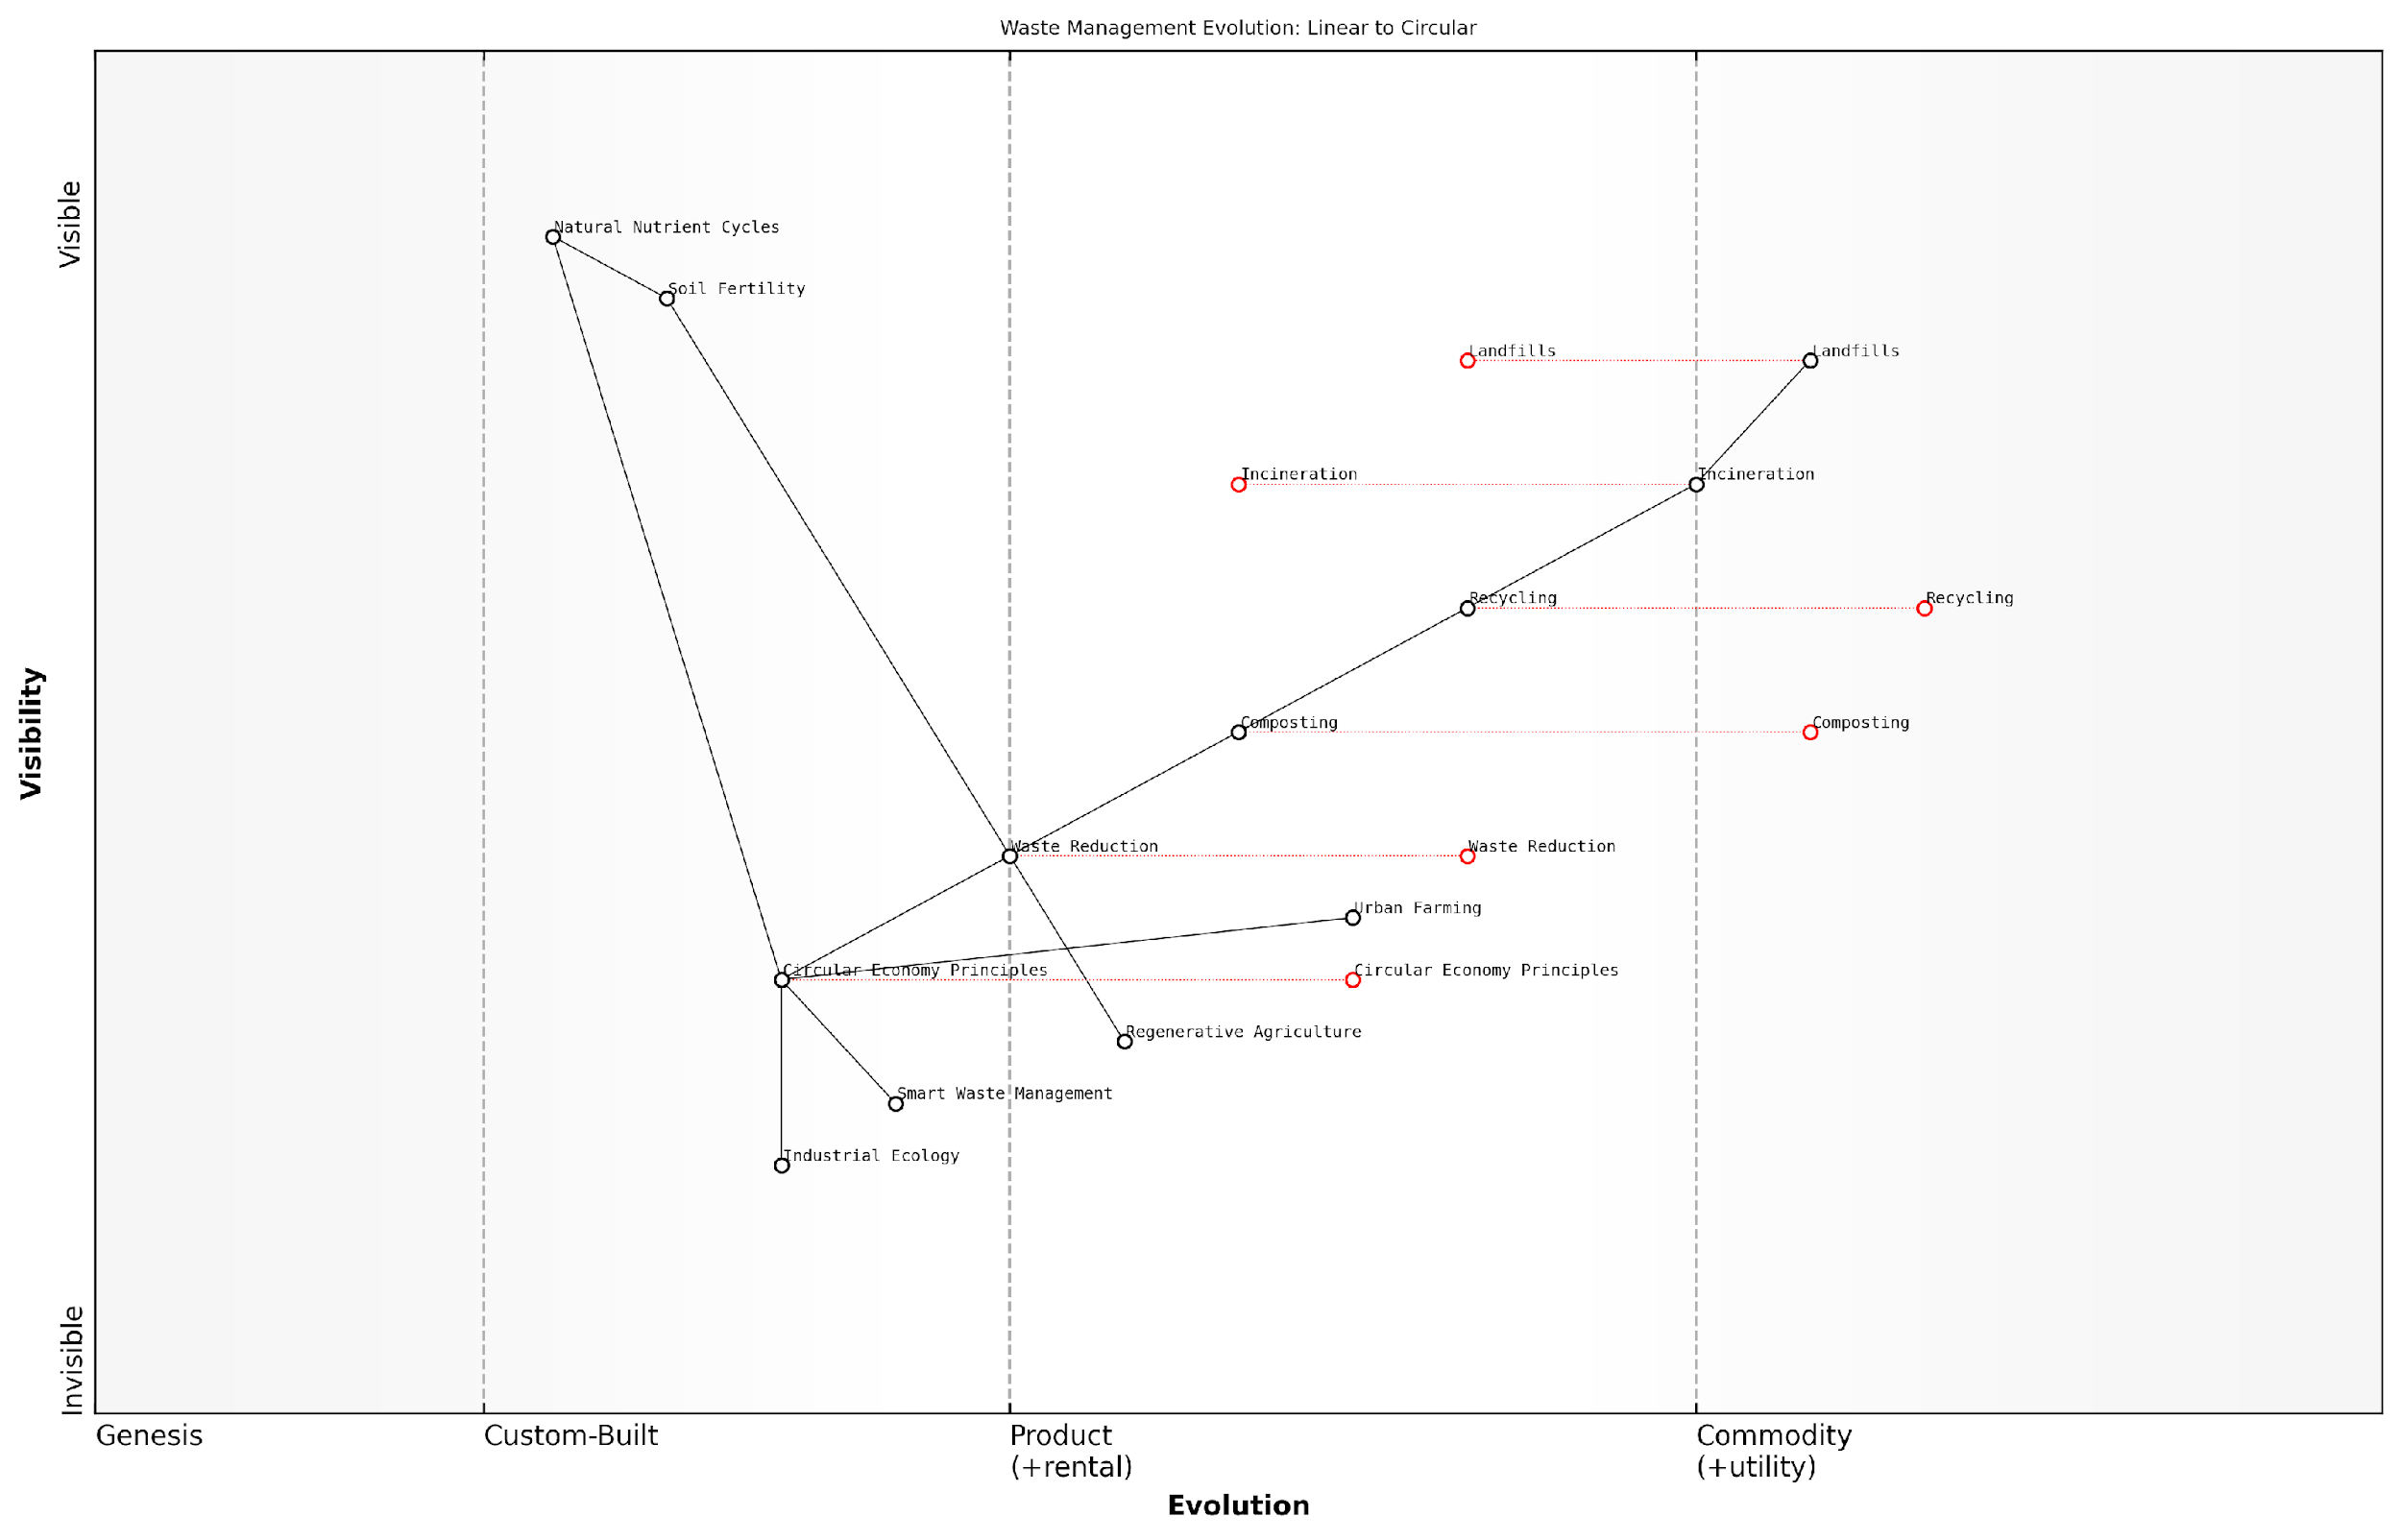 Waste Management Evolution: Linear to Circular
Visible
Natural Nutrient Cycles
Soil Fertility
Landfills
Landfills
Incineration
Incineration
Recycling
Recycling
Composting
Composting
Visibility
Waste Reduction
Waste Reduction
Urban Farming
Circular Economy Principles
Circular Economy Principles
Regenerative Agriculture
Smart Waste Management
Industrial Ecology
Invisible
Genesis
Custom-Built
Product
(+rental)
Commodity
(+utility)
Evolution